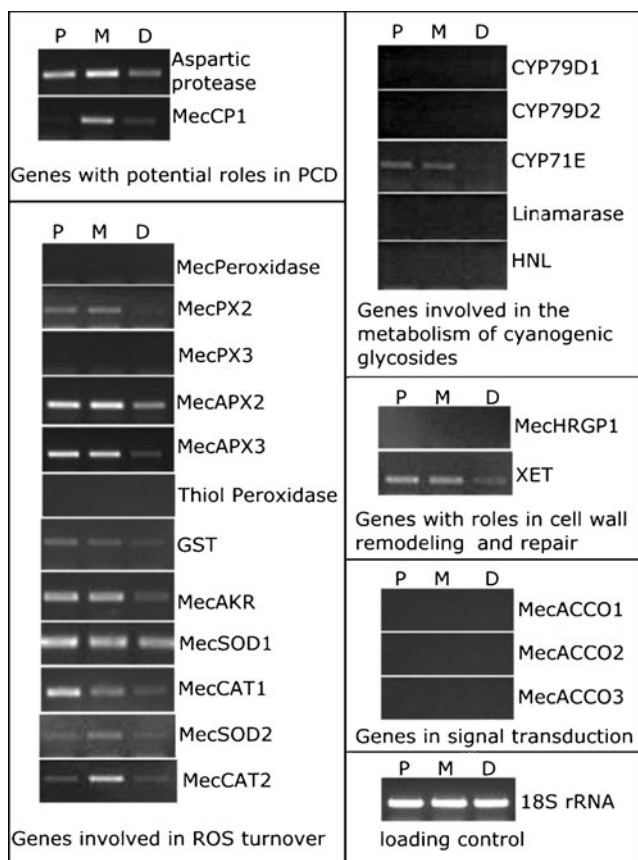 P M D
Aspartic
protease
MecCP1
Genes with potential roles in PCD
P M D
MecPeroxidase
MecPX2
MecPX3
MecAPX2
MecAPX3
Thiol Peroxidase
GST
MecAKR
MecSOD1
MecCAT1
MecSOD2
MecCAT2
Genes involved in ROS turnover
P M D
CYP79D1
CYP79D2
CYP71E
Linamarase
HNL
Genes involved in the
metabolism of cyanogenic
glycosides
P M D
MecHRGP1
XET
Genes with roles in cell wall
remodeling and repair
P M D
MecACCO1
MecACCO2
MecACCO3
Genes in signal transduction
P M D
18S rRNA
loading control